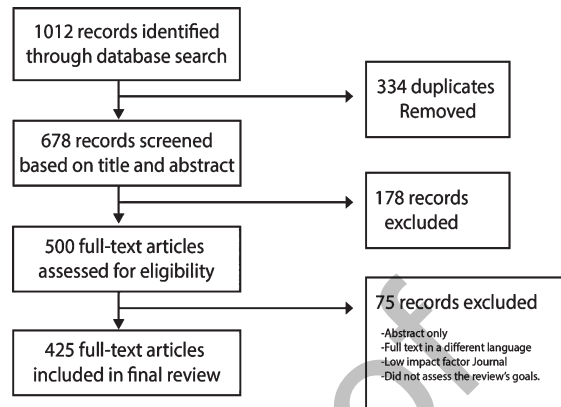 1012 records identified
through database search
334 duplicates
Removed
678 records screened
based on title and abstract
178 records
excluded
500 full-text articles
assessed for eligibility
75 records excluded
-Abstract only
-Full text in a different language
-Low impact factor Journal
-Did not assess the review's goals.
425 full-text articles
included in final review